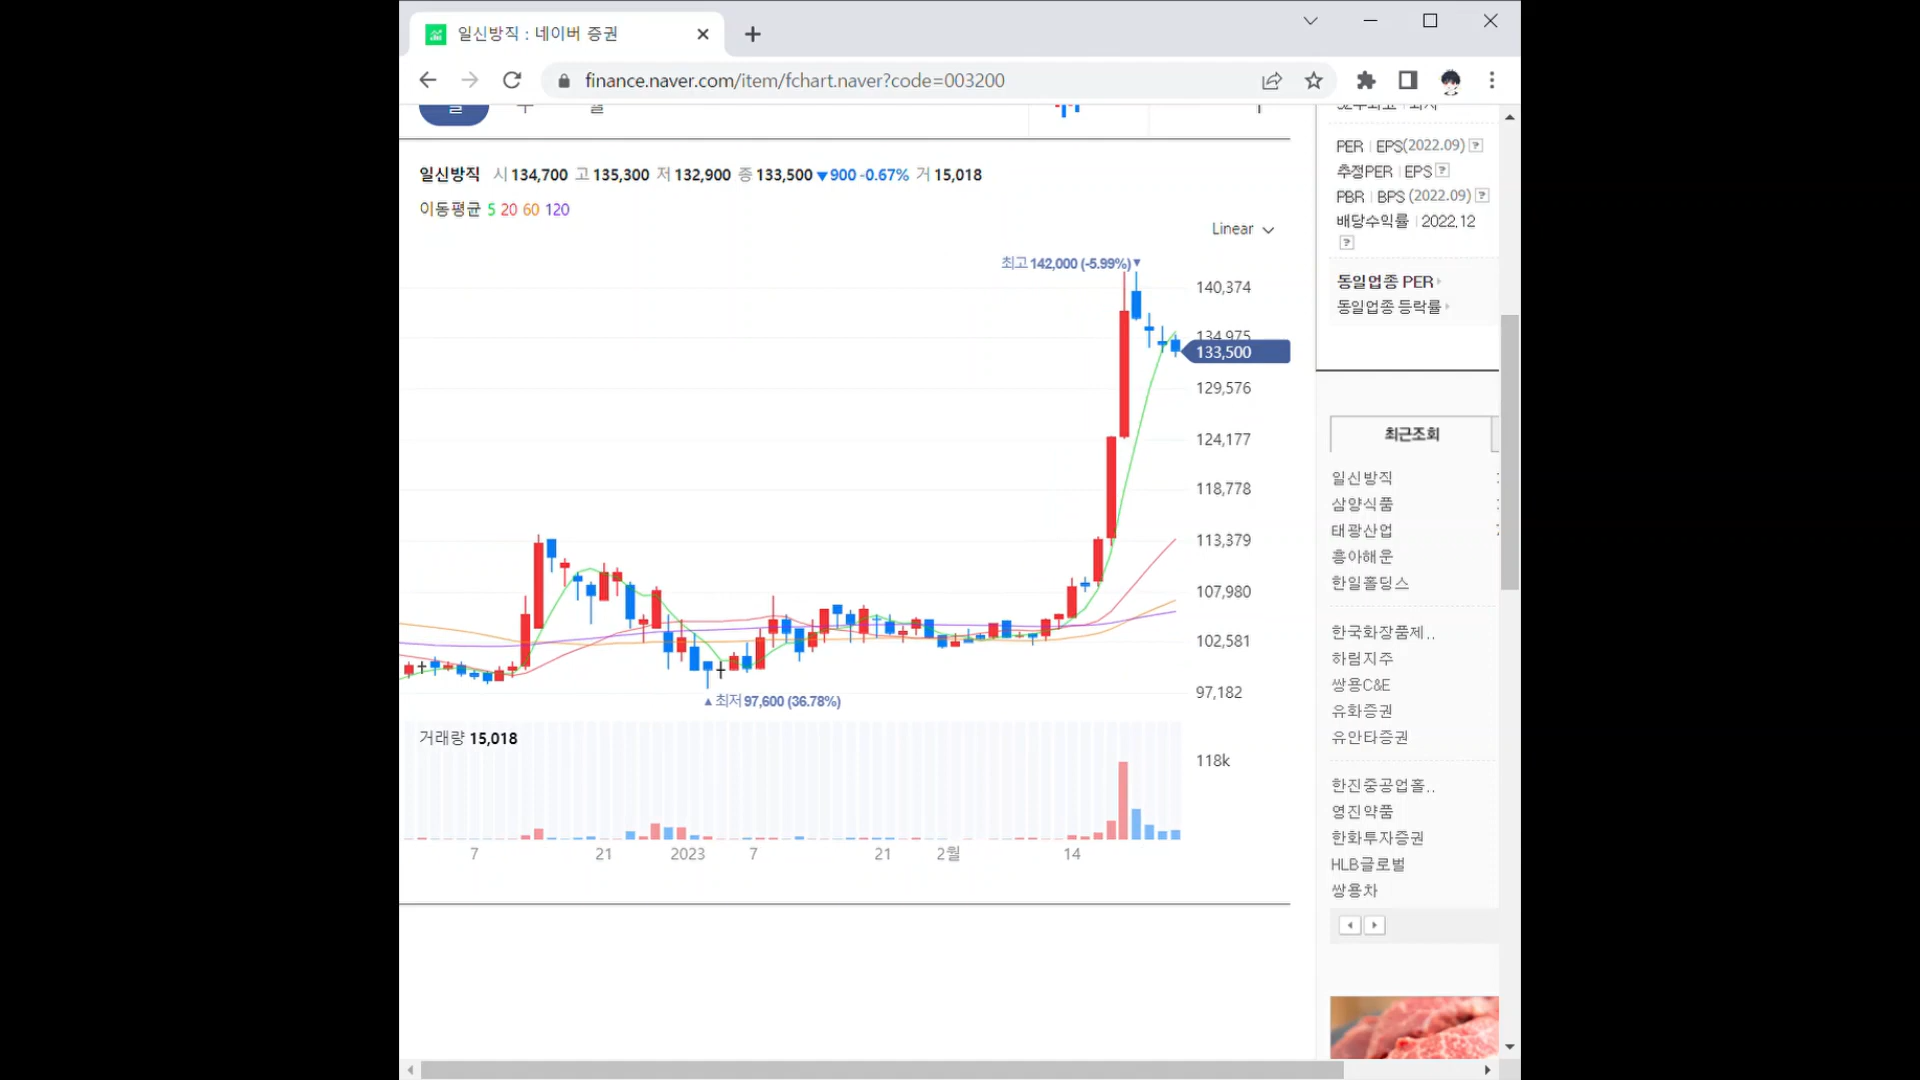 일신방직 : 네이버 증권
finance.naver.com/item/fchart.naver?code=003200
일신방직 시 134,700 고 135,300 저 132,900 종 133,500 ▼900 -0.67% 거 15,018
이동평균 5 20 60 120
Linear
최고 142,000 (-5.99%)▼
140,374
134,975
133,500
129,576
124,177
118,778
113,379
107,980
102,581
97,182
▲최저 97,600 (36.78%)
거래량 15,018
118k
7 21 2023 7 21 2월 14
PER | EPS(2022.09) ?
추정PER | EPS ?
PBR | BPS (2022.09) ?
배당수익률 | 2022.12
?
동일업종 PER
동일업종 등락률
최근조회
일신방직
삼양식품
태광산업
흥아해운
한일홀딩스
한국화장품제..
하림지주
쌍용C&E
유화증권
유안타증권
한진중공업홀..
영진약품
한화투자증권
HLB글로벌
쌍용차